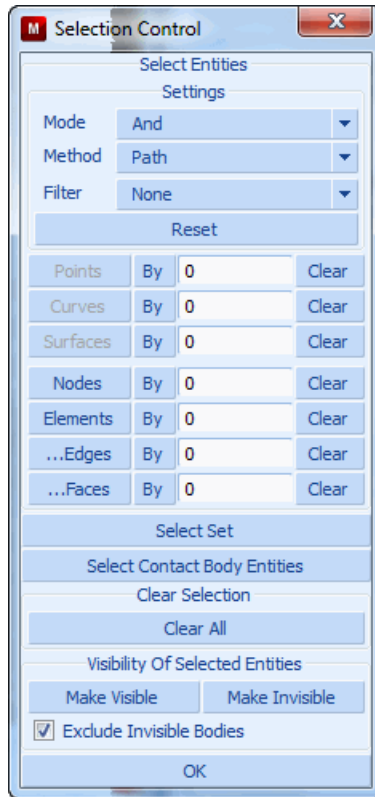 M Selection Control X
Select Entities
Settings
Mode And
Method Path
Filter None
Reset
Points By 0 Clear
Curves By 0 Clear
Surfaces By 0 Clear
Nodes By 0 Clear
Elements By 0 Clear
...Edges By 0 Clear
...Faces By 0 Clear
Select Set
Select Contact Body Entities
Clear Selection
Clear All
Visibility Of Selected Entities
Make Visible Make Invisible
Exclude Invisible Bodies
OK